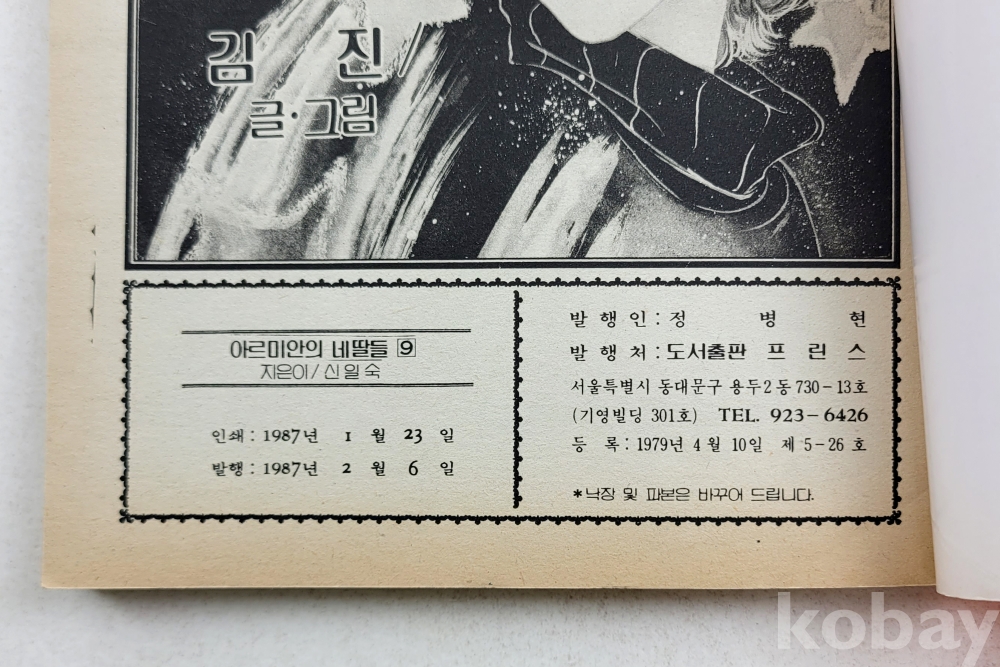 김 진/
글·그림
아르미안의 네딸들 9
지은이/신일숙
인쇄: 1987년 1 월 23 일
발행: 1987년 2 월 6 일
발 행 인: 정 병 현
발 행 처: 도서출판 프 린 스
서울특별시 동대문구 용두2동 730-13호
(기영빌딩 301호) TEL. 923-6426
등 록: 1979년 4월 10일 제 5-26 호
*낙장 및 파본은 바꾸어 드립니다.
kobay